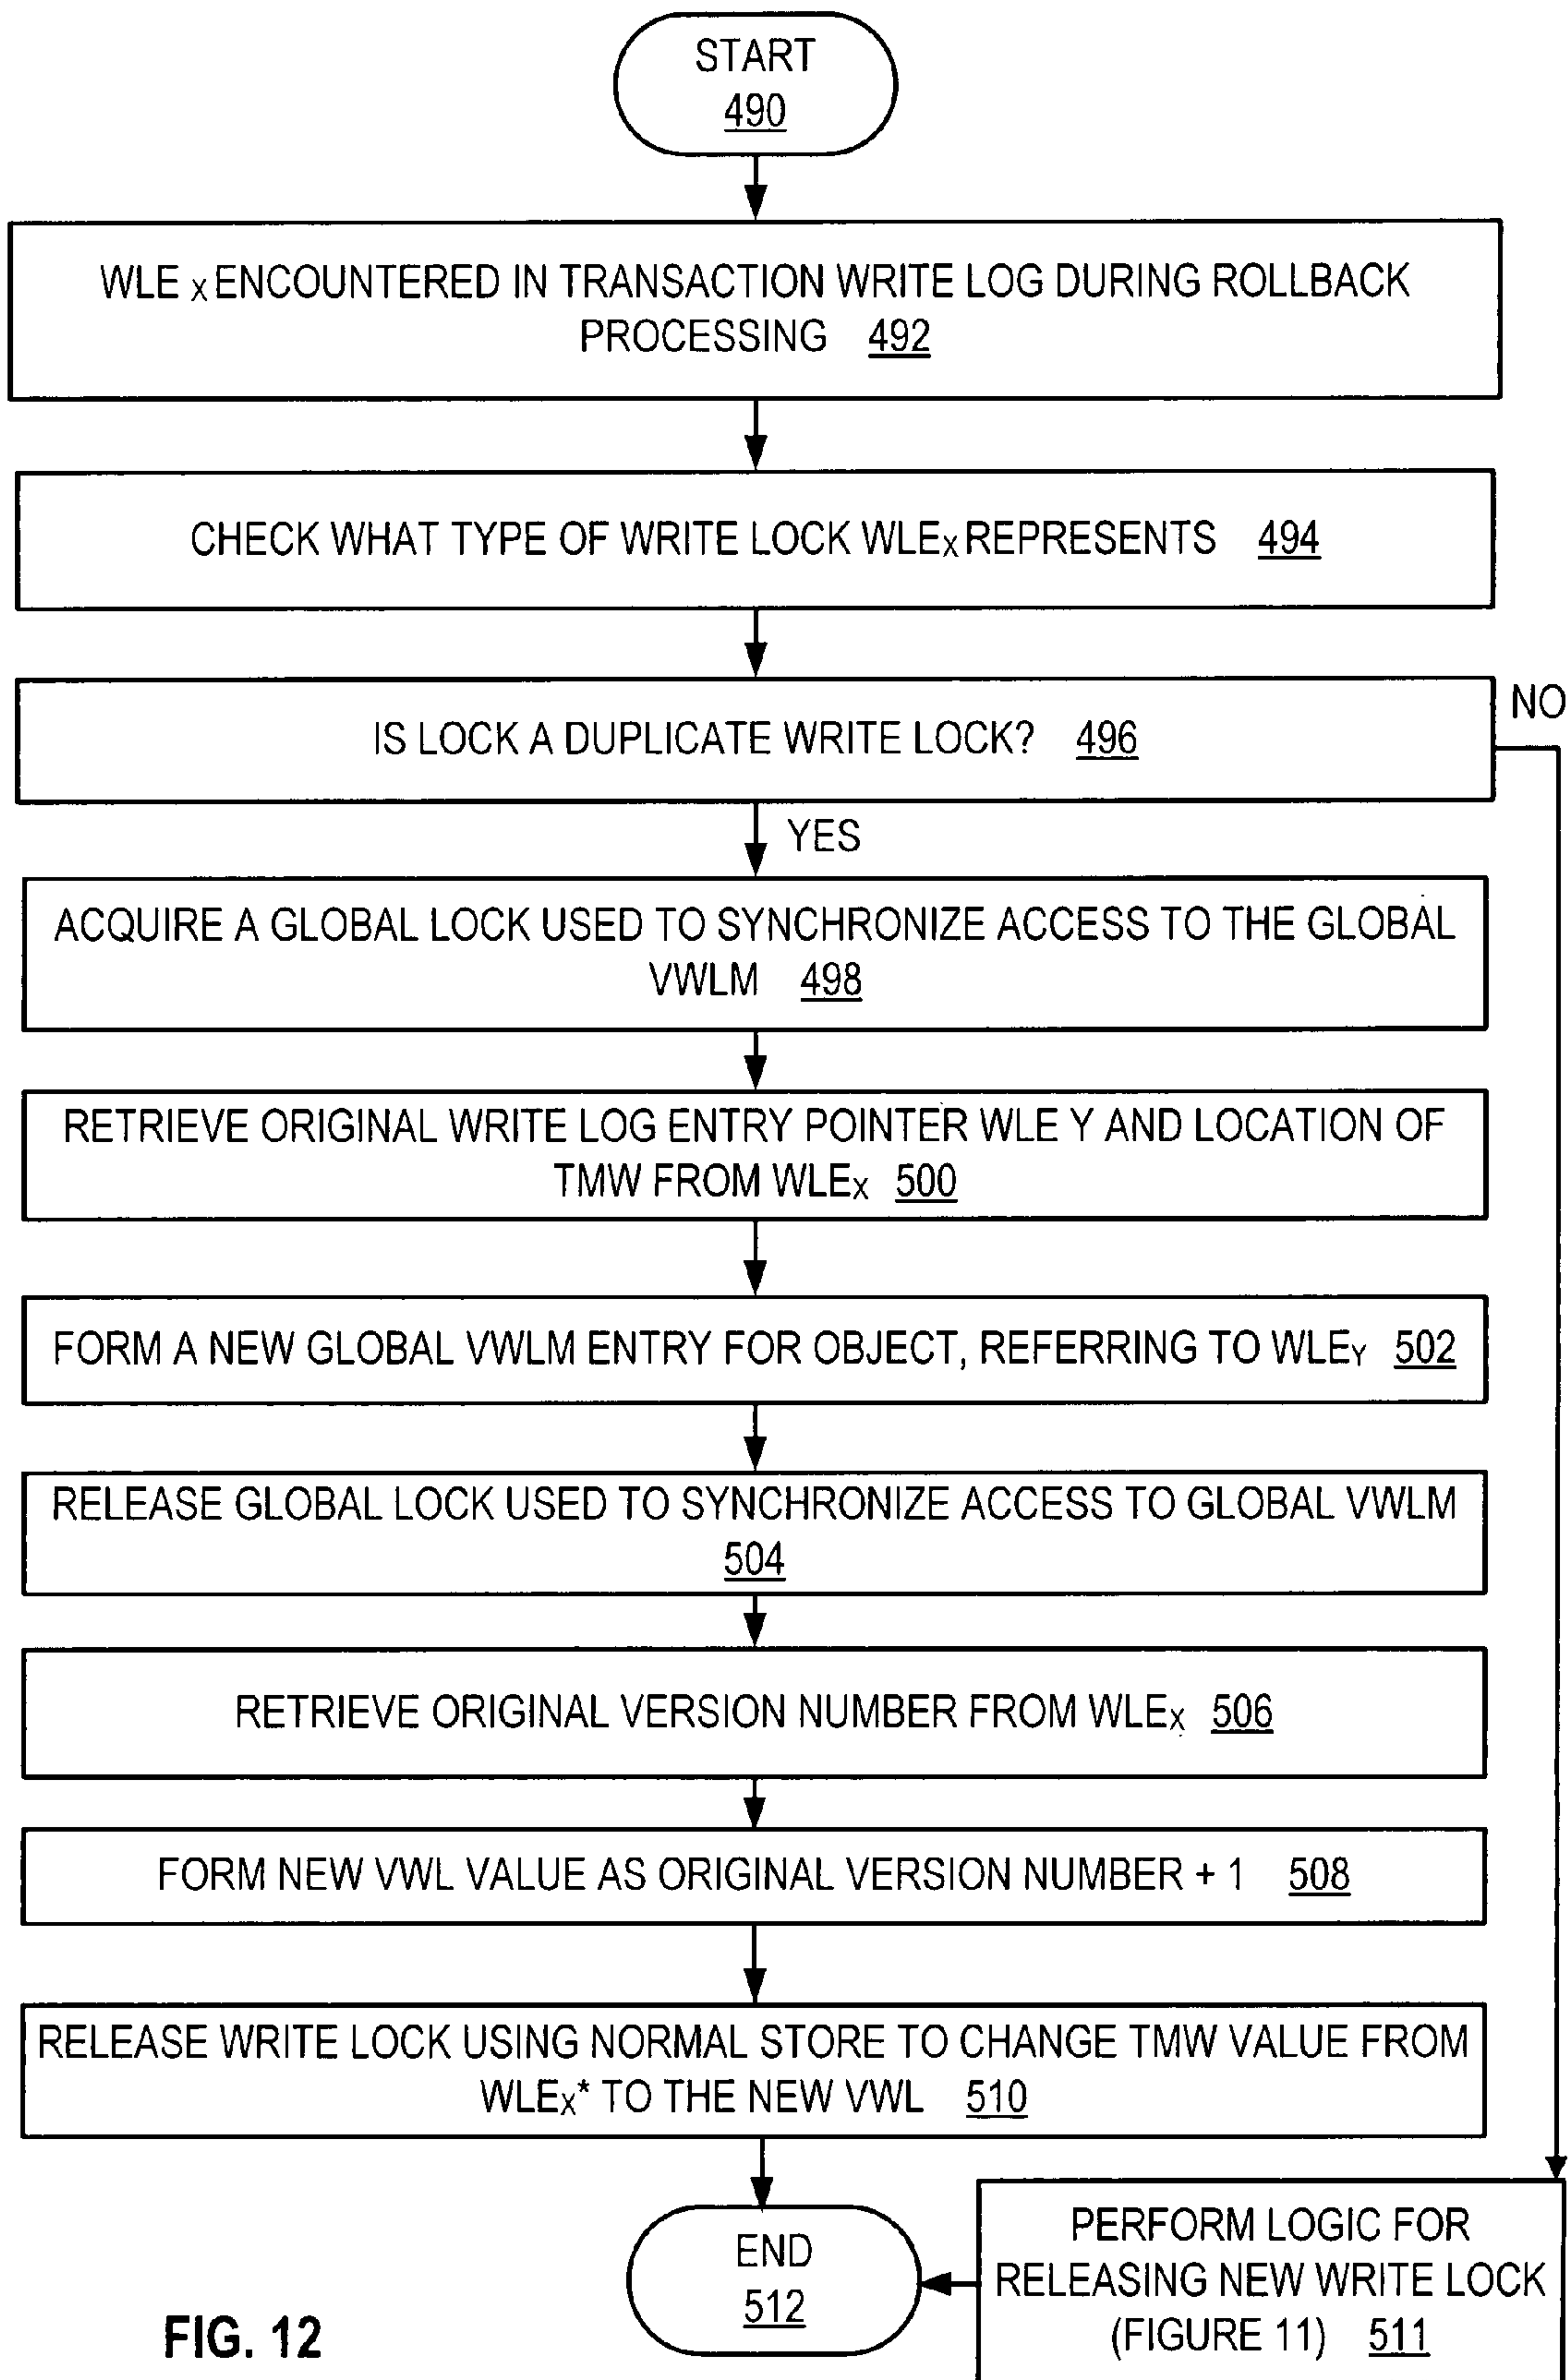 START
490
WLE X ENCOUNTERED IN TRANSACTION WRITE LOG DURING ROLLBACK
PROCESSING 492
CHECK WHAT TYPE OF WRITE LOCK WLEX REPRESENTS 494
NO
IS LOCK A DUPLICATE WRITE LOCK? 496
YES
ACQUIRE A GLOBAL LOCK USED TO SYNCHRONIZE ACCESS TO THE GLOBAL
VWLM 498
RETRIEVE ORIGINAL WRITE LOG ENTRY POINTER WLE Y AND LOCATION OF
TMW FROM WLEX 500
FORM A NEW GLOBAL VWLM ENTRY FOR OBJECT, REFERRING TO WLEY 502
RELEASE GLOBAL LOCK USED TO SYNCHRONIZE ACCESS TO GLOBAL VWLM
504
RETRIEVE ORIGINAL VERSION NUMBER FROM WLEX 506
FORM NEW VWL VALUE AS ORIGINAL VERSION NUMBER + 1 508
RELEASE WRITE LOCK USING NORMAL STORE TO CHANGE TMW VALUE FROM
WLEX* TO THE NEW VWL 510
END
512
PERFORM LOGIC FOR
RELEASING NEW WRITE LOCK
(FIGURE 11) 511
FIG. 12